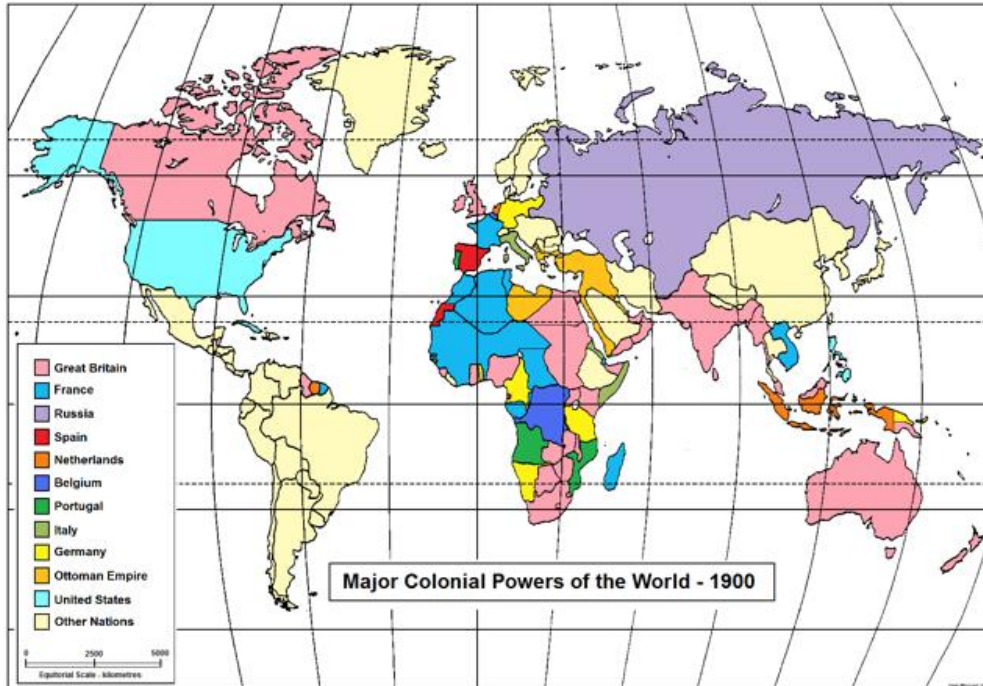 Great Britain
France
Russia
Spain
Netherlands
Belgium
Portugal
Italy
Germany
Ottoman Empire
United States
Other Nations
0 2500 5000
Equitorial Scale - kilometres
Major Colonial Powers of the World - 1900